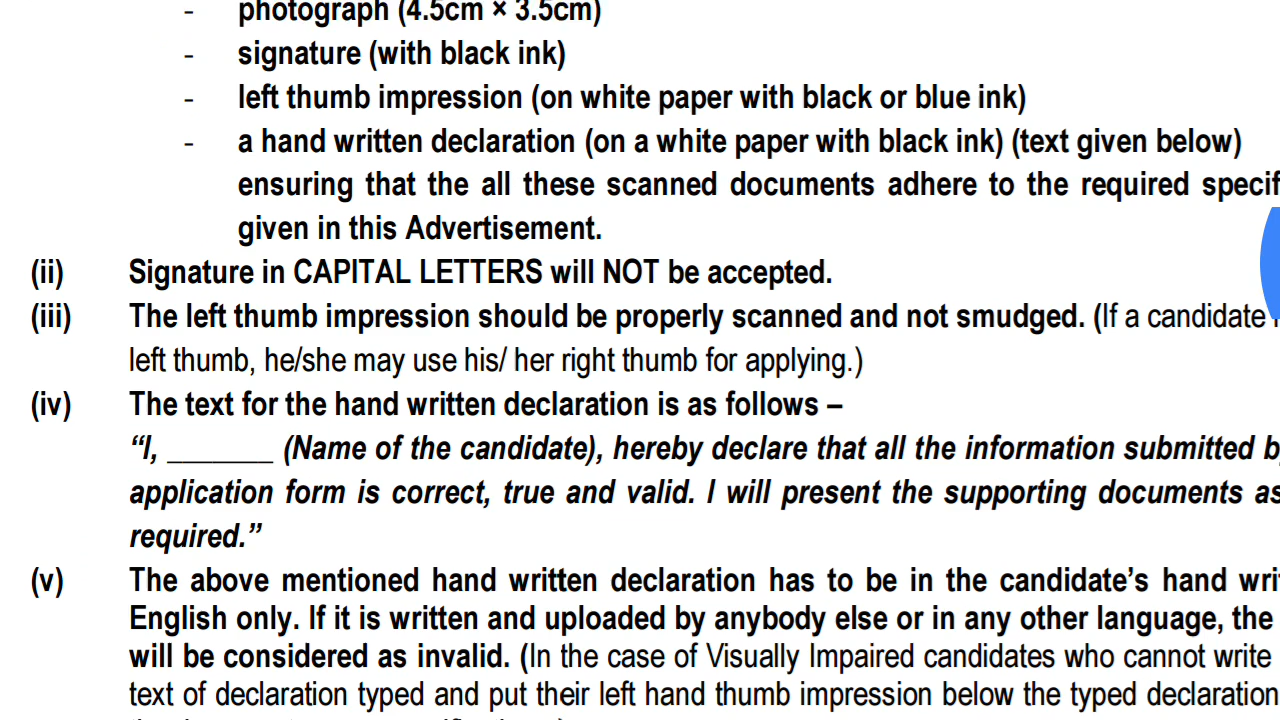 - photograph (4.5cm × 3.5cm)
- signature (with black ink)
- left thumb impression (on white paper with black or blue ink)
- a hand written declaration (on a white paper with black ink) (text given below)
ensuring that the all these scanned documents adhere to the required specif
given in this Advertisement.
(ii) Signature in CAPITAL LETTERS will NOT be accepted.
(iii) The left thumb impression should be properly scanned and not smudged. (If a candidate
left thumb, he/she may use his/ her right thumb for applying.)
(iv) The text for the hand written declaration is as follows –
“I, _______ (Name of the candidate), hereby declare that all the information submitted by
application form is correct, true and valid. I will present the supporting documents as
required.”
(v) The above mentioned hand written declaration has to be in the candidate’s hand writ
English only. If it is written and uploaded by anybody else or in any other language, the
will be considered as invalid. (In the case of Visually Impaired candidates who cannot write
text of declaration typed and put their left hand thumb impression below the typed declaration